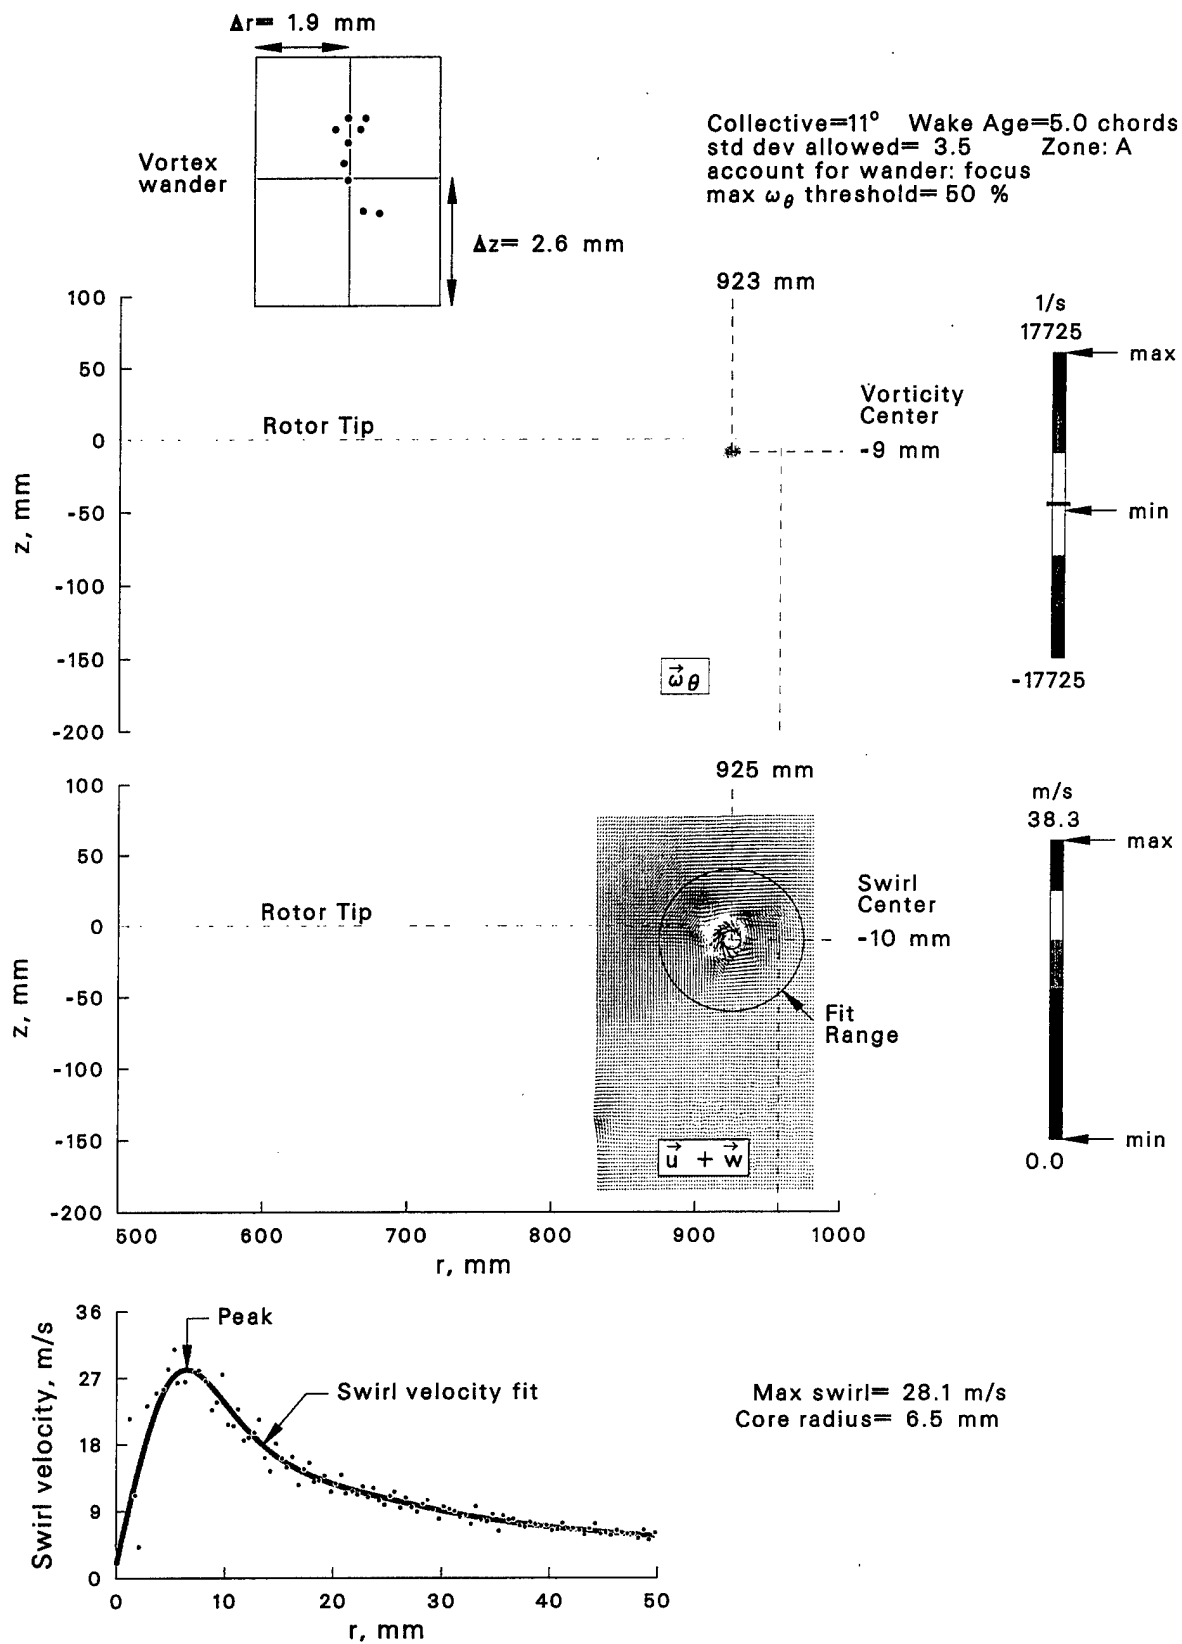 Δr= 1.9 mm
Vortex
wander
Δz= 2.6 mm
Collective=11° Wake Age=5.0 chords
std dev allowed= 3.5 Zone: A
account for wander: focus
max ωθ threshold= 50 %
923 mm
100
50
0
-50
-100
-150
-200
z, mm
Rotor Tip
Vorticity
Center
-9 mm
ωθ
1/s
17725
max
min
-17725
925 mm
100
50
0
-50
-100
-150
-200
z, mm
Rotor Tip
Swirl
Center
-10 mm
Fit
Range
u + w
m/s
38.3
max
min
0.0
500 600 700 800 900 1000
r, mm
36
27
18
9
0
Swirl velocity, m/s
Peak
Swirl velocity fit
Max swirl= 28.1 m/s
Core radius= 6.5 mm
0 10 20 30 40 50
r, mm